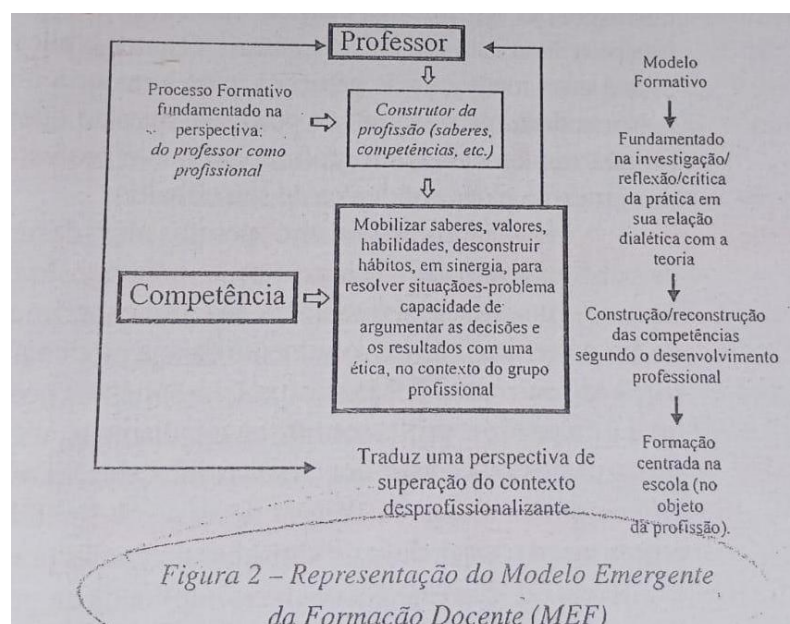 Professor
Processo Formativo
fundamentado na
perspectiva:
do professor como
profissional
Construtor da
profissão (saberes,
competências, etc.)
Competência
Mobilizar saberes, valores,
habilidades, desconstruir
hábitos, em sinergia, para
resolver situações-problema
capacidade de
argumentar as decisões e
os resultados com uma
ética, no contexto do grupo
profissional
Traduz uma perspectiva de
superação do contexto
desprofissionalizante
Modelo
Formativo
Fundamentado
na investigação/
reflexão/crítica
da prática em
sua relação
dialética com a
teoria
Construção/reconstrução
das competências
segundo o desenvolvimento
professional
Formação
centrada na
escola (no
objeto
da profissão).
Figura 2 – Representação do Modelo Emergente
da Formação Docente (MEF)